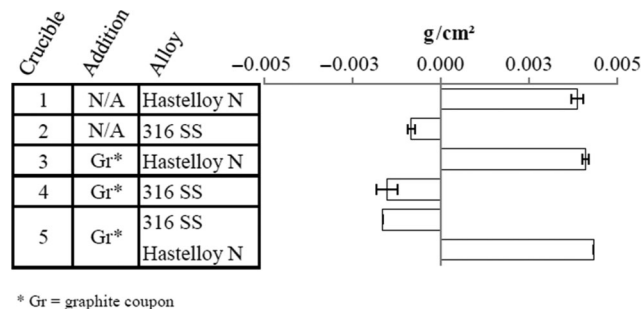 Crucible Addition Alloy
g/cm²
−0.005 −0.003 0.000 0.003 0.005
1 N/A Hastelloy N
2 N/A 316 SS
3 Gr* Hastelloy N
4 Gr* 316 SS
5 Gr* 316 SS
Hastelloy N
* Gr = graphite coupon